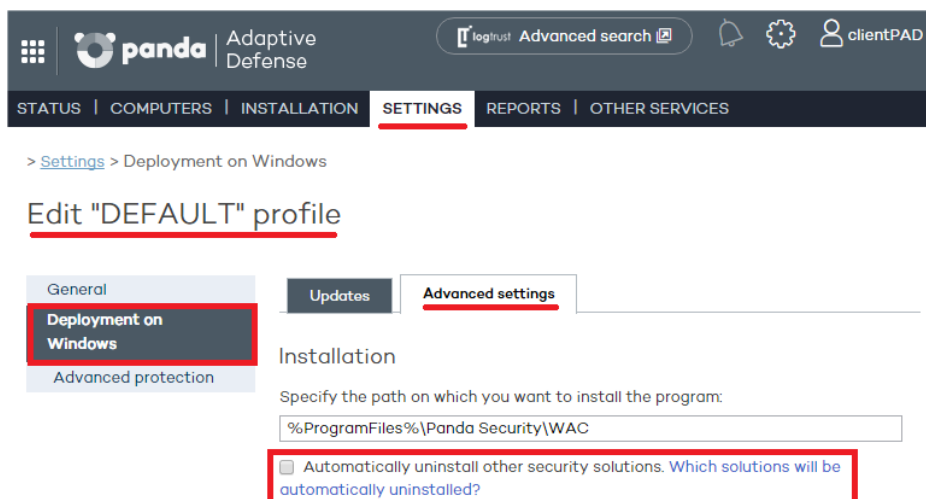 panda
Adaptive
Defense
logtrust Advanced search
clientPAD
STATUS | COMPUTERS | INSTALLATION SETTINGS REPORTS | OTHER SERVICES
> Settings > Deployment on Windows
Edit "DEFAULT" profile
General
Deployment on
Windows
Advanced protection
Updates
Advanced settings
Installation
Specify the path on which you want to install the program:
%ProgramFiles%\Panda Security\WAC
Automatically uninstall other security solutions. Which solutions will be
automatically uninstalled?